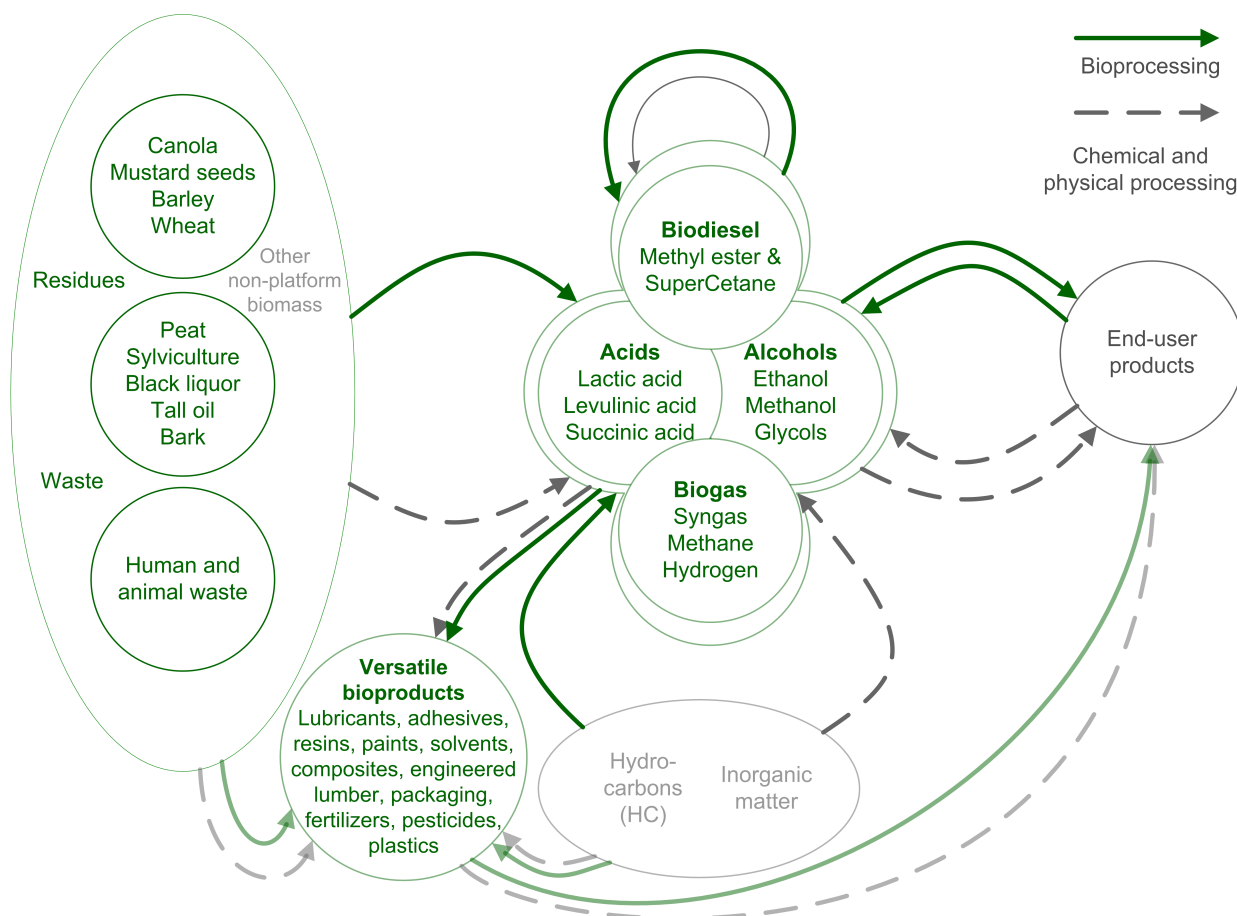 Canola
Mustard seeds
Barley
Wheat
Other
non-platform
biomass
Residues
Peat
Sylviculture
Black liquor
Tall oil
Bark
Waste
Human and
animal waste
Biodiesel
Methyl ester &
SuperCetane
Acids
Lactic acid
Levulinic acid
Succinic acid
Alcohols
Ethanol
Methanol
Glycols
Biogas
Syngas
Methane
Hydrogen
Bioprocessing
Chemical and
physical processing
End-user
products
Versatile
bioproducts
Lubricants, adhesives,
resins, paints, solvents,
composites, engineered
lumber, packaging,
fertilizers, pesticides,
plastics
Hydro-
carbons
(HC)
Inorganic
matter